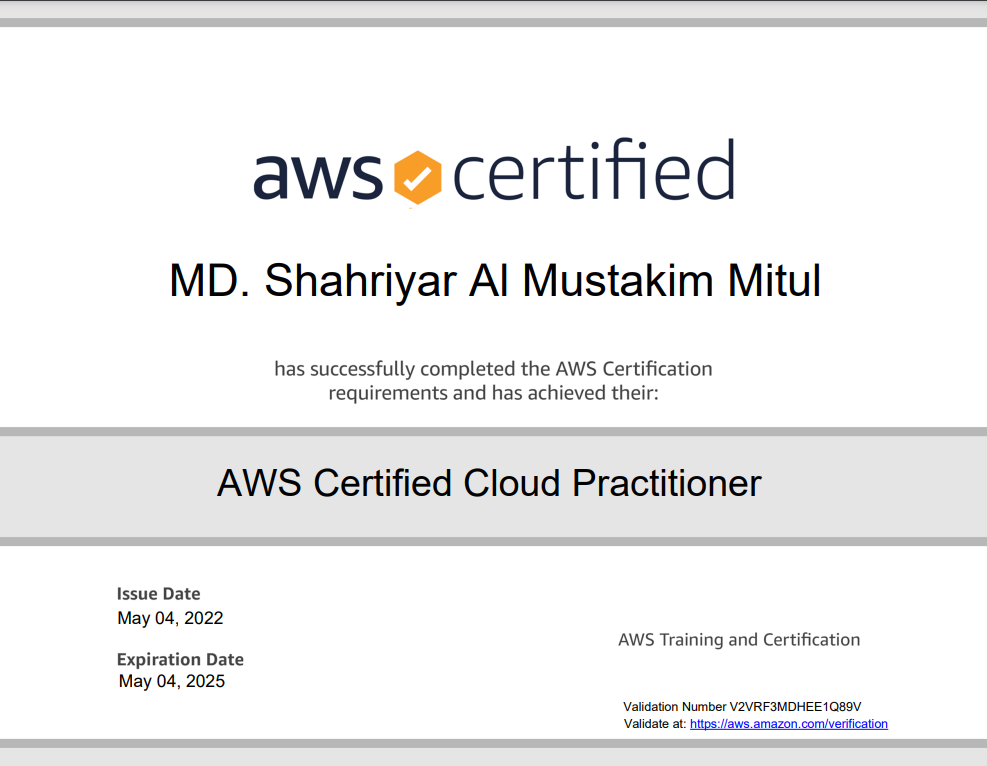 aws certified
MD. Shahriyar Al Mustakim Mitul
has successfully completed the AWS Certification
requirements and has achieved their:
AWS Certified Cloud Practitioner
Issue Date
May 04, 2022
Expiration Date
May 04, 2025
AWS Training and Certification
Validation Number V2VRF3MDHEE1Q89V
Validate at: https://aws.amazon.com/verification